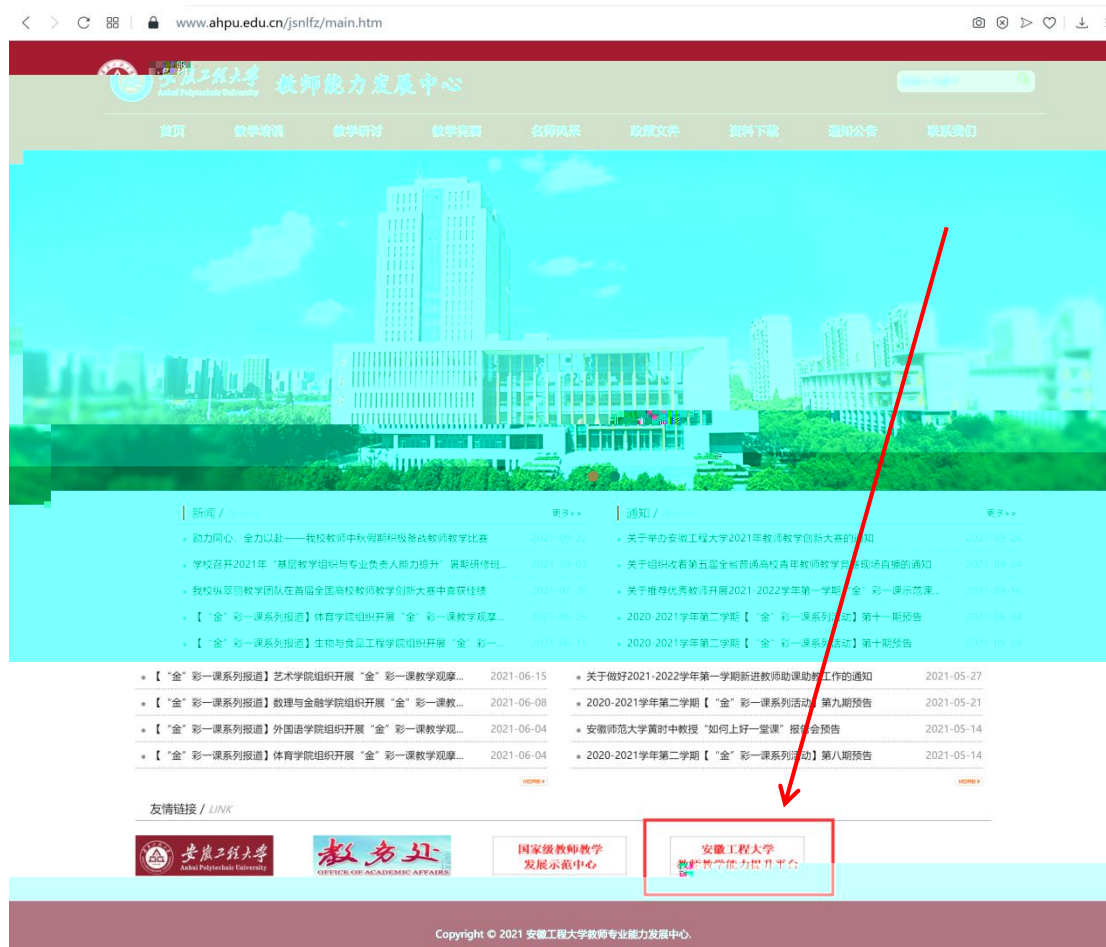 www.ahpu.edu.cn/jsnlfz/main.htm
安徽工程大学 教师能力发展中心
Anhui Polytechnic University
首页 教学培训 教学研讨 教学竞赛 名师风采 政策文件 资料下载 通知公告 联系我们
新闻 / 更多>>
勠力同心，全力以赴——我校教师中秋假期积极备战教师教学比赛 2021-09-22
学校召开2021年“基层教学组织与专业负责人能力提升”暑期研修班...
我校纵翠丽教学团队在首届全国高校教师教学创新大赛中喜获佳绩 2021-07-30
【“金”彩一课系列报道】体育学院组织开展“金”彩一课教学观摩... 2021-06-25
【“金”彩一课系列报道】生物与食品工程学院组织开展“金”彩一... 2021-06-15
【“金”彩一课系列报道】艺术学院组织开展“金”彩一课教学观摩... 2021-06-15
【“金”彩一课系列报道】数理与金融学院组织开展“金”彩一课教... 2021-06-08
【“金”彩一课系列报道】外国语学院组织开展“金”彩一课教学观... 2021-06-04
【“金”彩一课系列报道】体育学院组织开展“金”彩一课教学观摩... 2021-06-04
MORE
通知 / 更多>>
关于举办安徽工程大学2021年教师教学创新大赛的通知 2021-09-26
关于组织收看第五届全省普通高校青年教师教学竞赛现场直播的通知 2021-09-24
关于推荐优秀教师开展2021-2022学年第一学期“金”彩一课示范课... 2021-09-16
2020-2021学年第二学期【“金”彩一课系列活动】第十一期预告 2021-06-04
2020-2021学年第二学期【“金”彩一课系列活动】第十期预告 2021-05-28
关于做好2021-2022学年第一学期新进教师助课助教工作的通知 2021-05-27
2020-2021学年第二学期【“金”彩一课系列活动】第九期预告 2021-05-21
安徽师范大学黄时中教授“如何上好一堂课”报告会预告 2021-05-14
2020-2021学年第二学期【“金”彩一课系列活动】第八期预告 2021-05-14
MORE
友情链接 / LINK
安徽工程大学
Anhui Polytechnic University
教务处
OFFICE OF ACADEMIC AFFAIRS
国家级教师教学
发展示范中心
安徽工程大学
教师教学能力提升平台
Copyright © 2021 安徽工程大学教师专业能力发展中心.